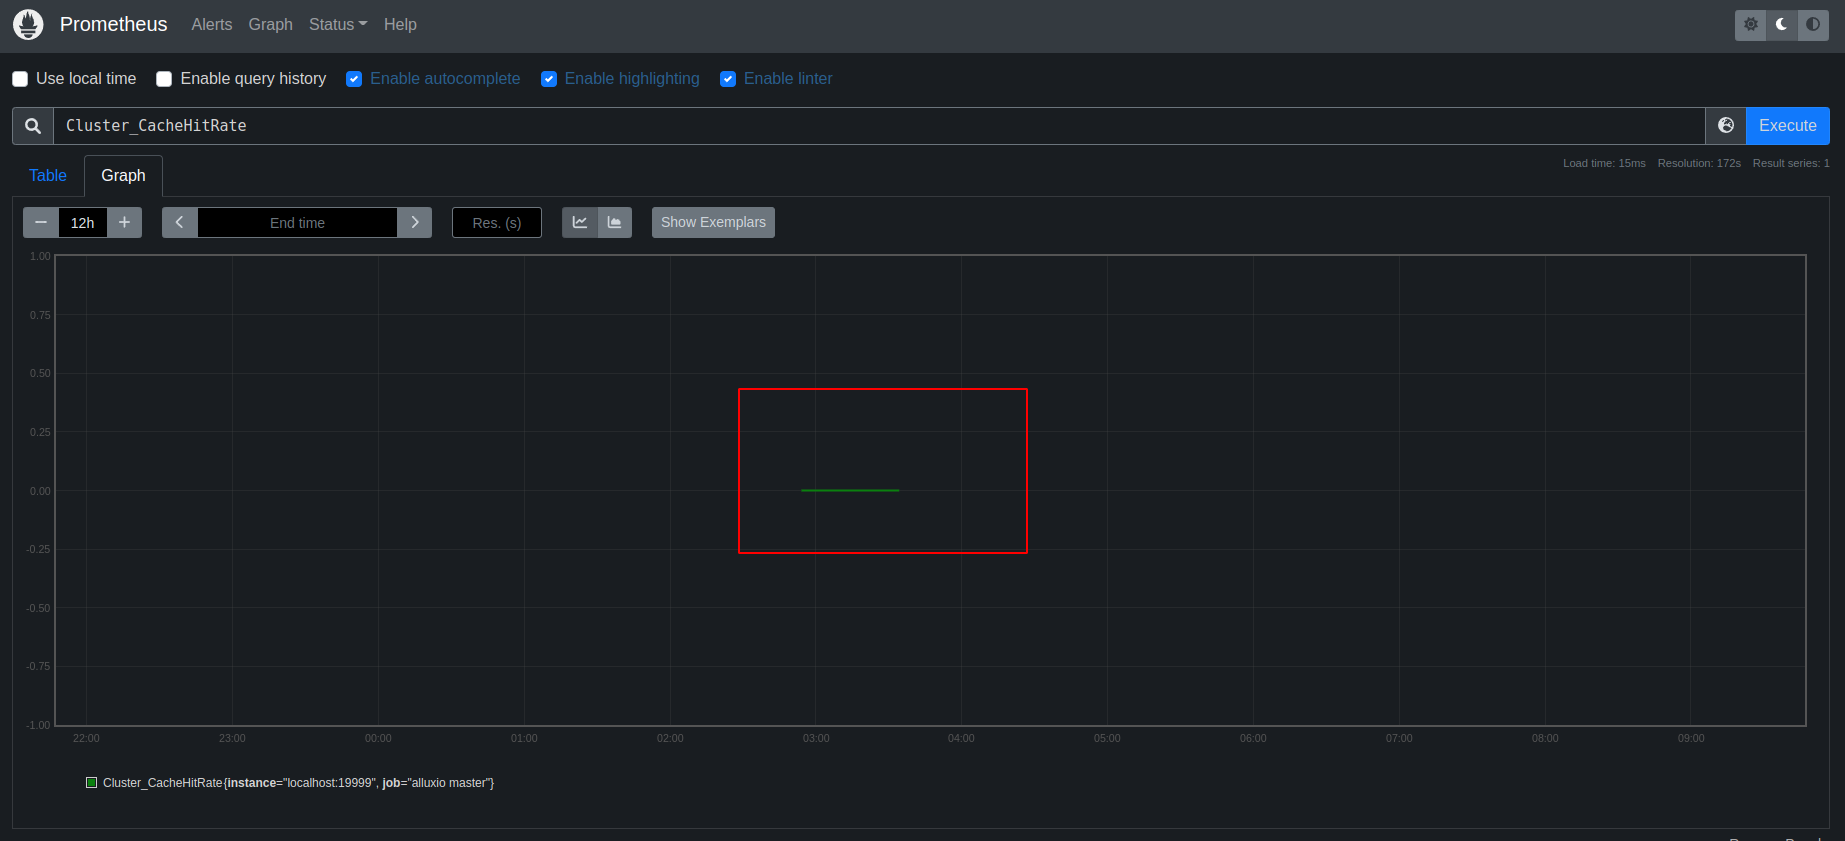 Prometheus Alerts Graph Status Help
Use local time Enable query history Enable autocomplete Enable highlighting Enable linter
Cluster_CacheHitRate Execute
Load time: 15ms Resolution: 172s Result series: 1
Table Graph
12h End time Res. (s) Show Exemplars
1.00
0.75
0.50
0.25
0.00
-0.25
-0.50
-0.75
-1.00
22:00 23:00 00:00 01:00 02:00 03:00 04:00 05:00 06:00 07:00 08:00 09:00
Cluster_CacheHitRate{instance="localhost:19999", job="alluxio master"}